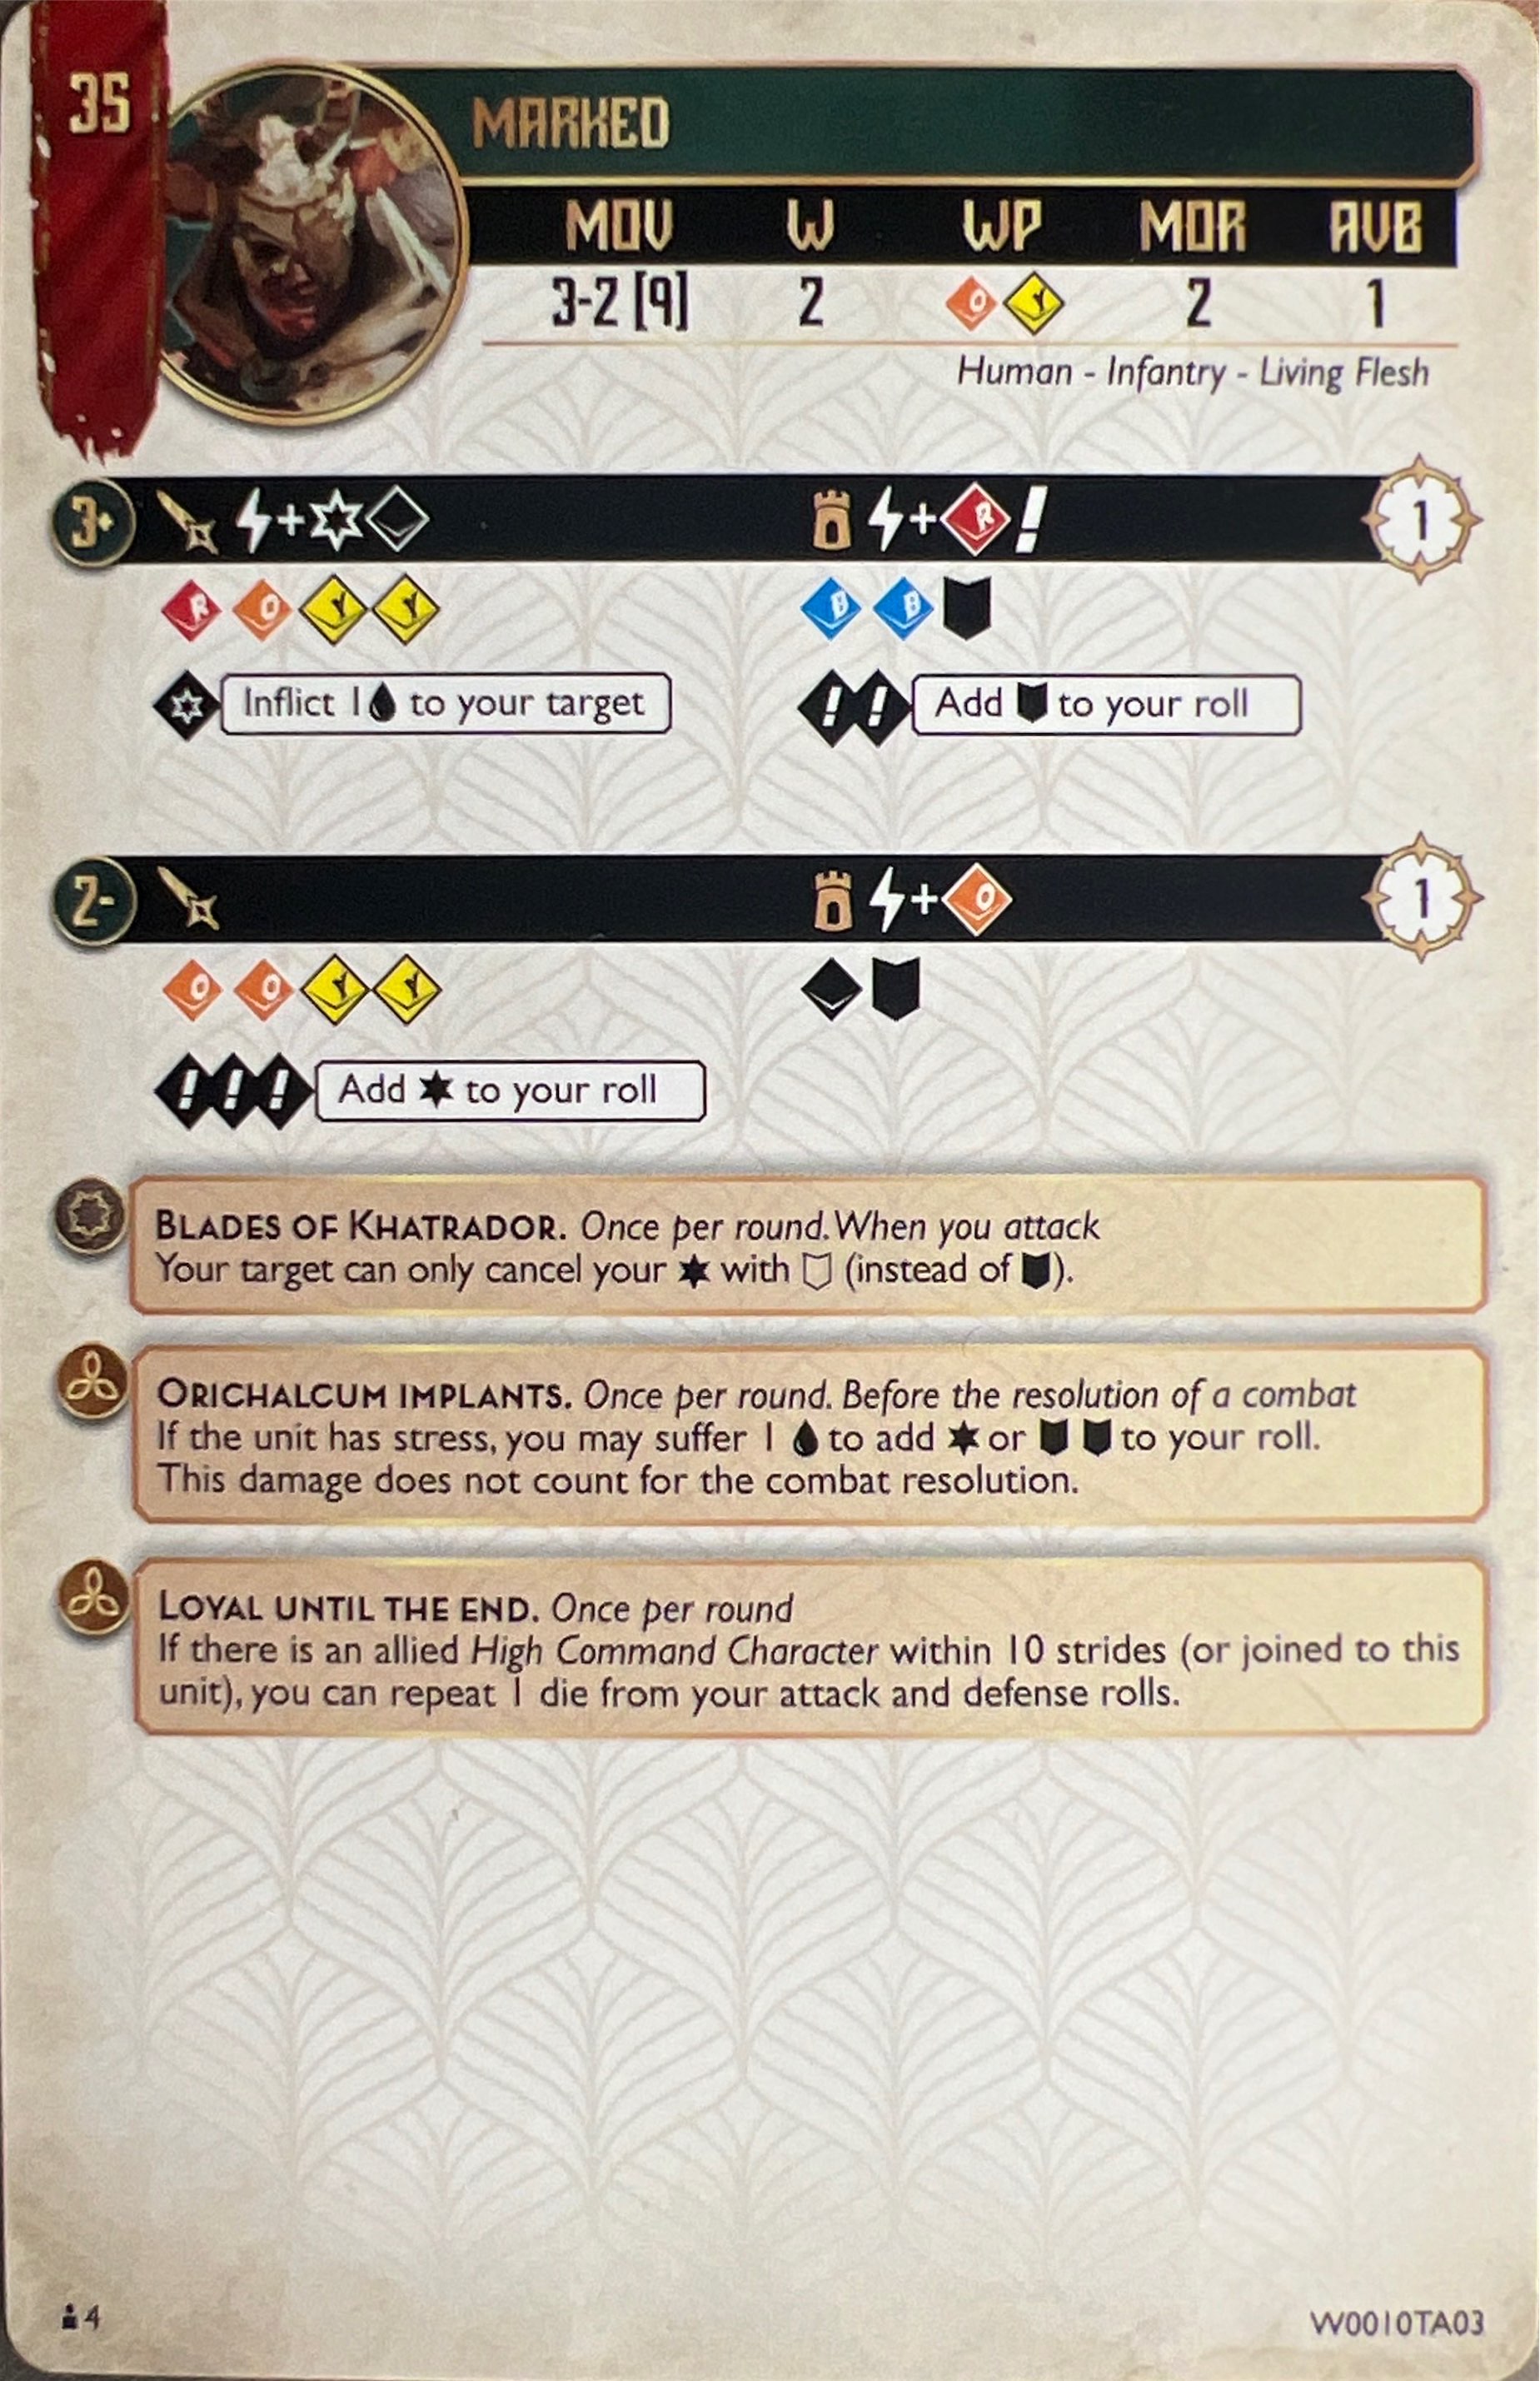 35
MARKED
MOV W WP MOR AVB
3-2 [9] 2 O Y 2 1
Human - Infantry - Living Flesh
3+ + + R ! 1
R O Y Y B B
Inflict 1 to your target ! ! Add to your roll
2- + O 1
O O Y Y
! ! ! Add to your roll
BLADES OF KHATRADOR. Once per round. When you attack
Your target can only cancel your with (instead of ).
ORICHALCUM IMPLANTS. Once per round. Before the resolution of a combat
If the unit has stress, you may suffer 1 to add or to your roll.
This damage does not count for the combat resolution.
LOYAL UNTIL THE END. Once per round
If there is an allied High Command Character within 10 strides (or joined to this
unit), you can repeat 1 die from your attack and defense rolls.
4 W0010TA03